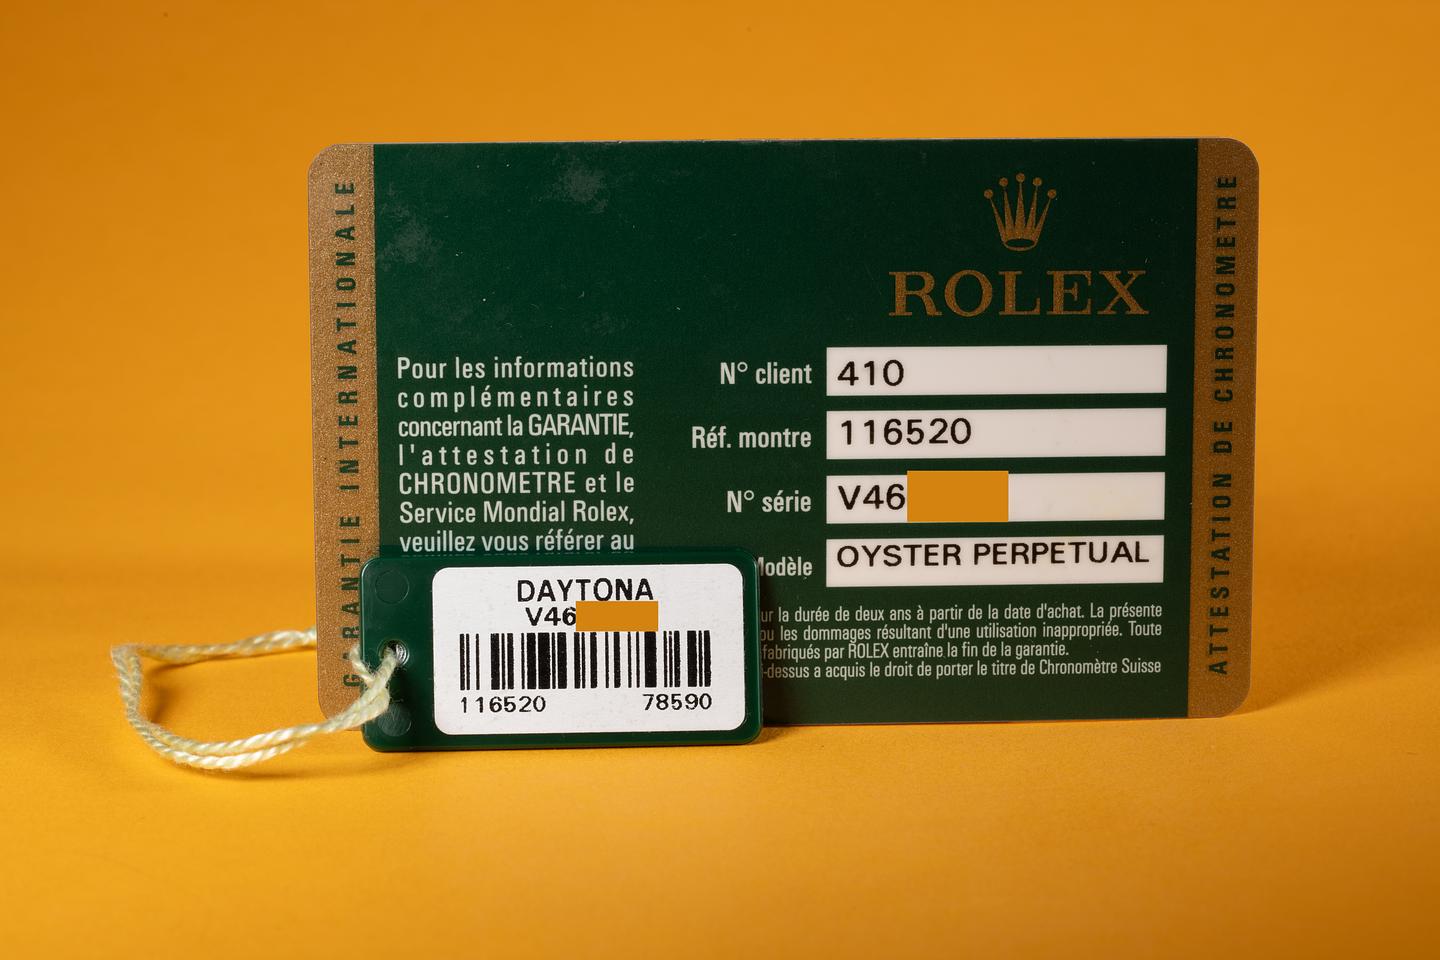 GARANTIE INTERNATIONALE
ROLEX
Pour les informations
complémentaires
concernant la GARANTIE,
l'attestation de
CHRONOMETRE et le
Service Mondial Rolex,
veuillez vous référer au
N° client 410
Réf. montre 116520
N° série V46
Modèle OYSTER PERPETUAL
la durée de deux ans à partir de la date d'achat. La présente
les dommages résultant d'une utilisation inappropriée. Toute
fabriqués par ROLEX entraîne la fin de la garantie.
-dessus a acquis le droit de porter le titre de Chronomètre Suisse
ATTESTATION DE CHRONOMETRE
DAYTONA
V46
116520 78590